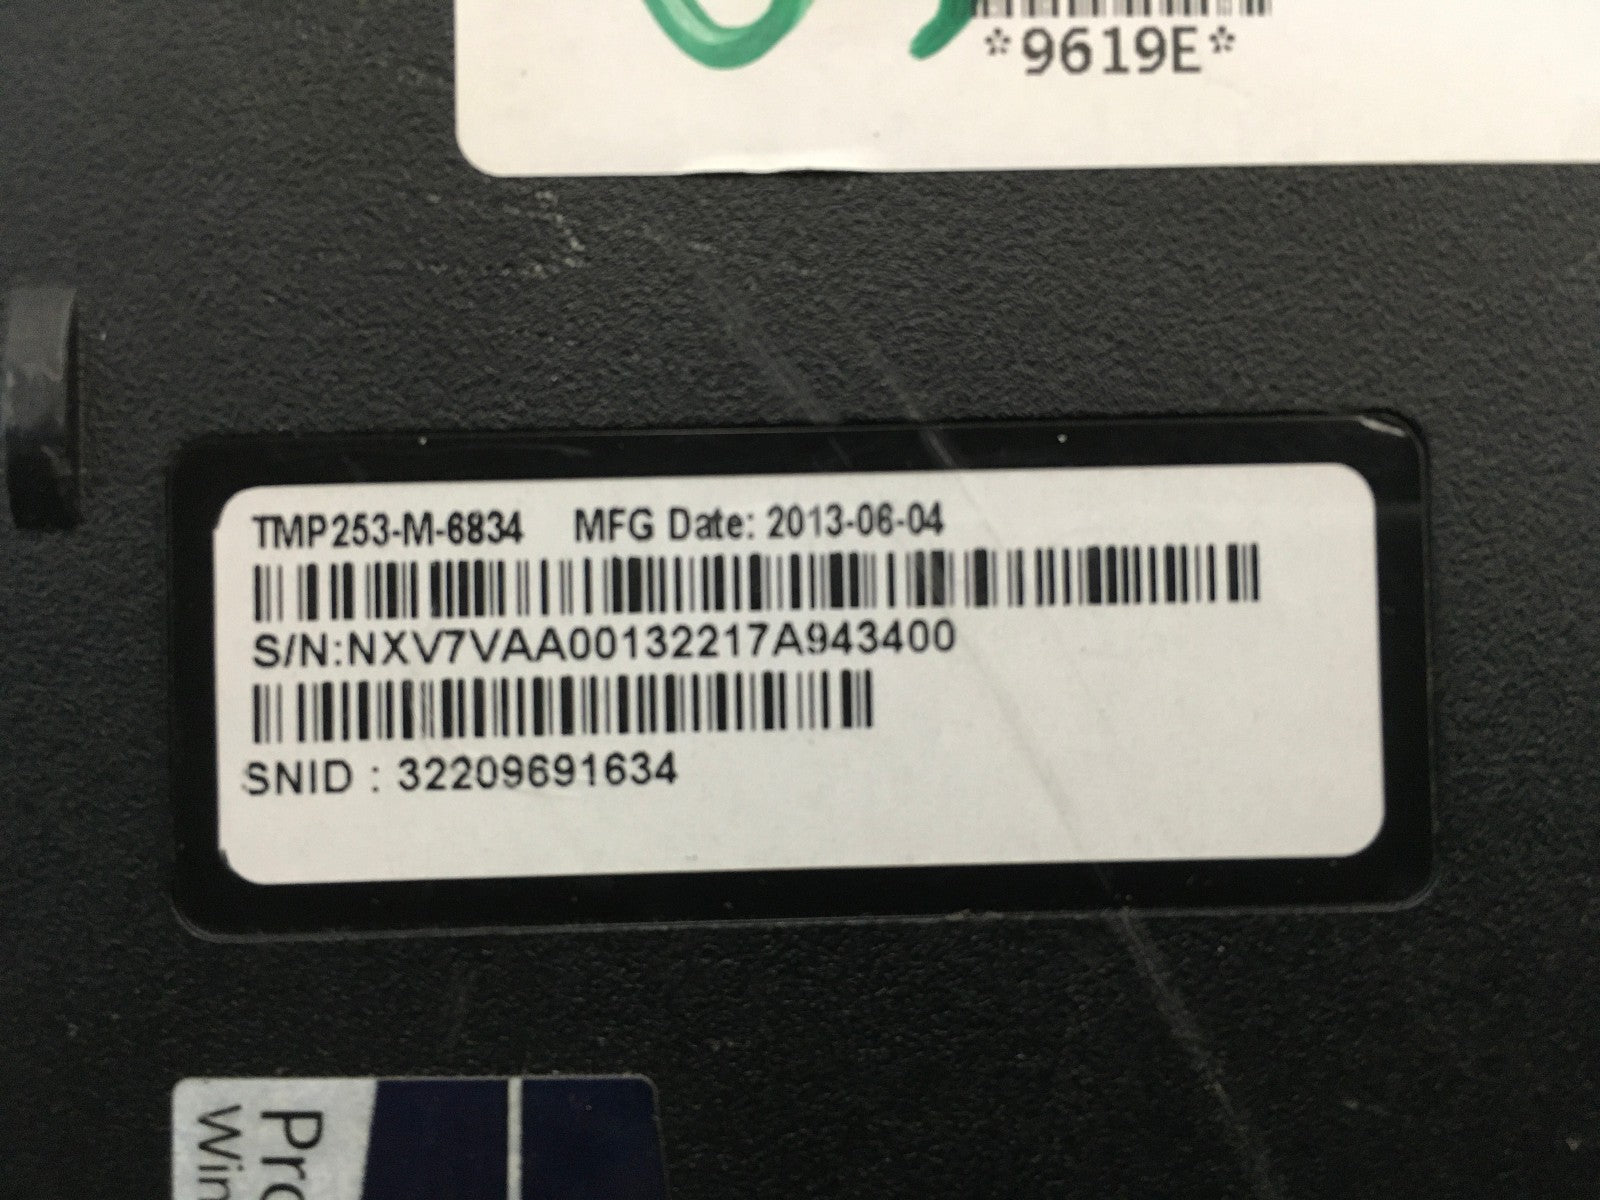 *9619E*
TMP253-M-6834 MFG Date: 2013-06-04
S/N:NXV7VAA00132217A943400
SNID : 32209691634
Pro
Win